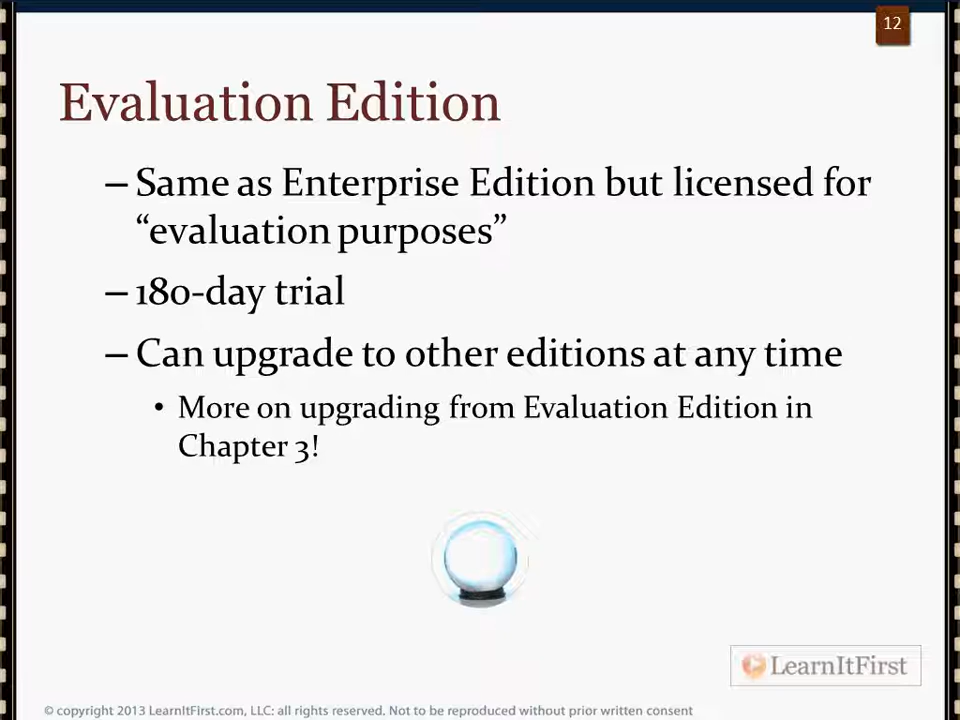 12
Evaluation Edition
– Same as Enterprise Edition but licensed for
“evaluation purposes”
– 180-day trial
– Can upgrade to other editions at any time
• More on upgrading from Evaluation Edition in
Chapter 3!
LearnItFirst
© copyright 2013 LearnItFirst.com, LLC: all rights reserved. Not to be reproduced without prior written consent